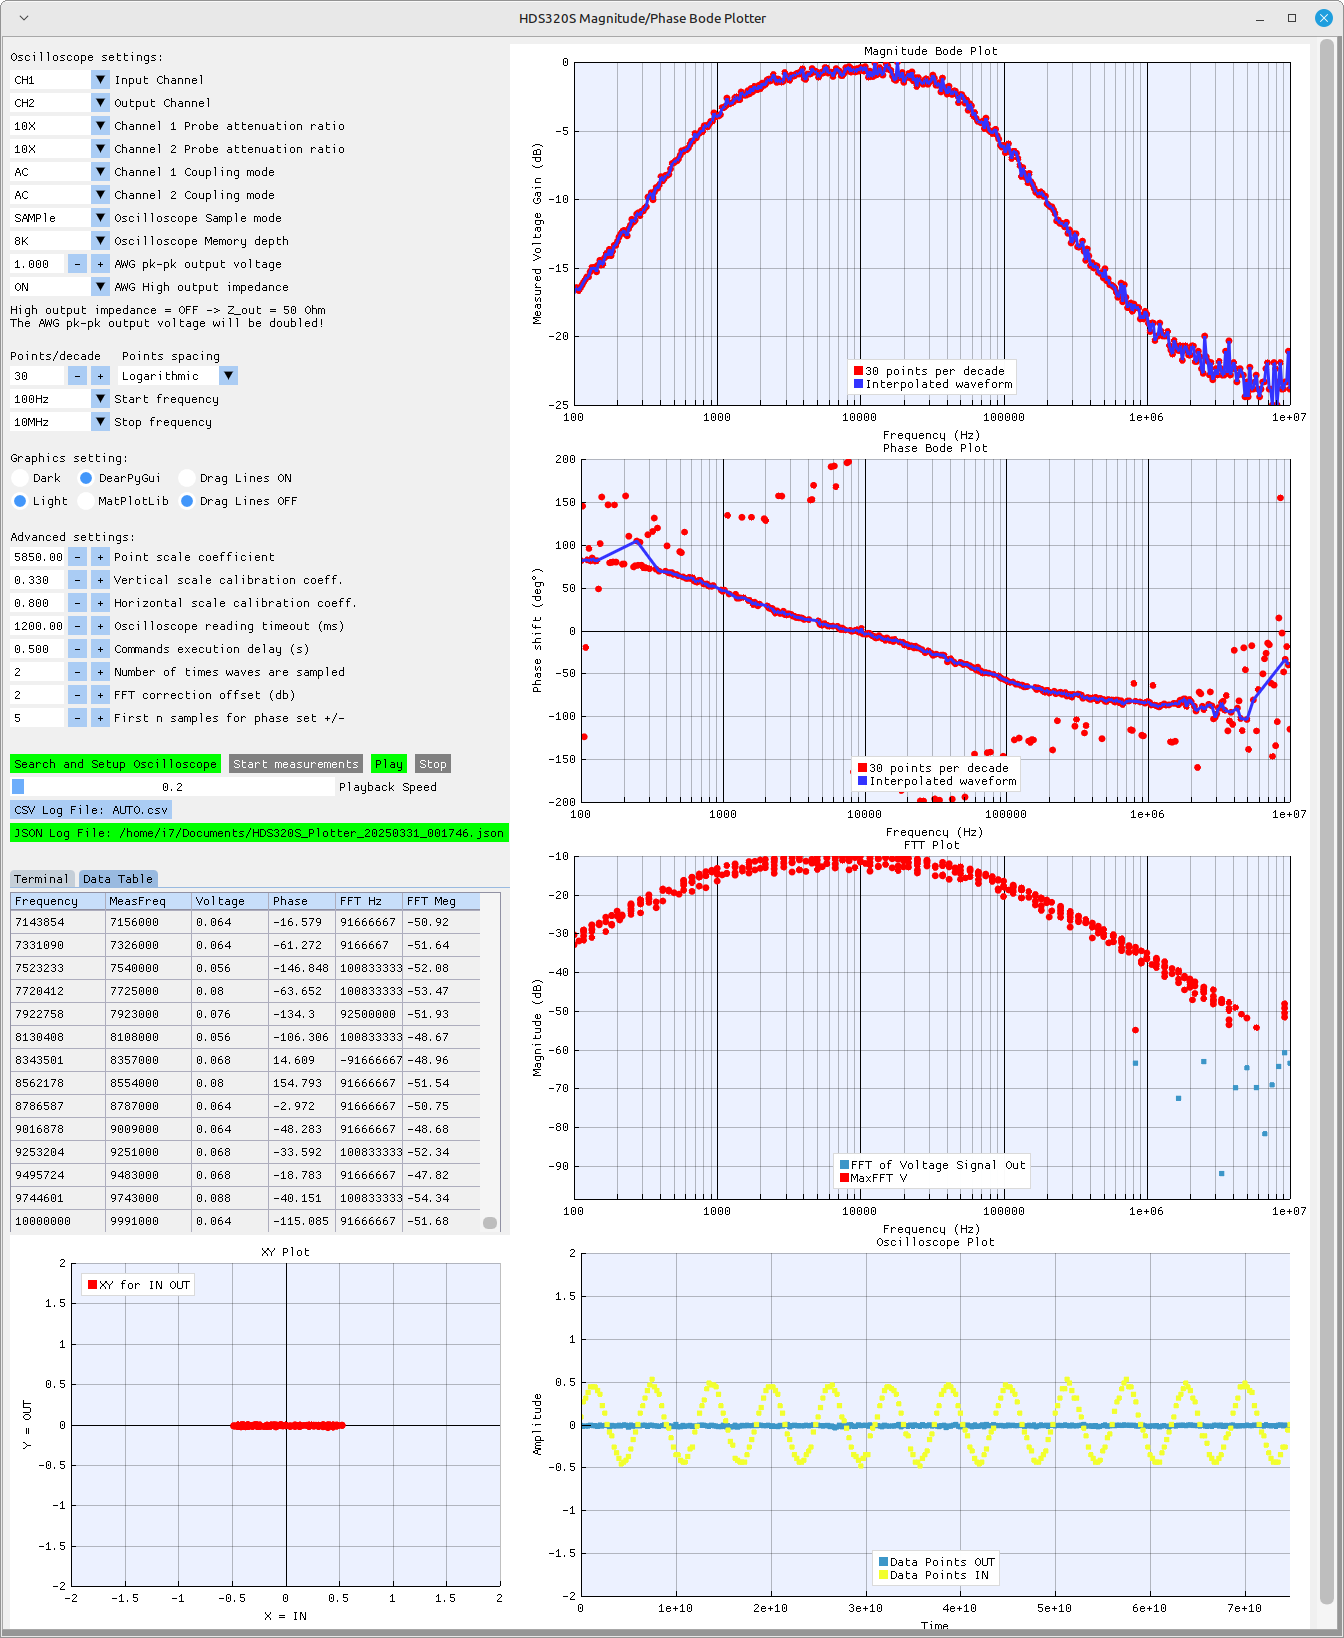 HDS320S Magnitude/Phase Bode Plotter
Oscilloscope settings:
CH1 Input Channel
CH2 Output Channel
10X Channel 1 Probe attenuation ratio
10X Channel 2 Probe attenuation ratio
AC Channel 1 Coupling mode
AC Channel 2 Coupling mode
SAMPle Oscilloscope Sample mode
8K Oscilloscope Memory depth
1.000 - + AWG pk-pk output voltage
ON AWG High output impedance
High output impedance = OFF -> Z_out = 50 Ohm
The AWG pk-pk output voltage will be doubled!
Points/decade Points spacing
30 - + Logarithmic
100Hz Start frequency
10MHz Stop frequency
Graphics setting:
Dark DearPyGui Drag Lines ON
Light MatPlotLib Drag Lines OFF
Advanced settings:
5850.00 - + Point scale coefficient
0.330 - + Vertical scale calibration coeff.
0.800 - + Horizontal scale calibration coeff.
1200.00 - + Oscilloscope reading timeout (ms)
0.500 - + Commands execution delay (s)
2 - + Number of times waves are sampled
2 - + FFT correction offset (db)
5 - + First n samples for phase set +/-
Search and Setup Oscilloscope Start measurements Play Stop
0.2 Playback Speed
CSV Log File: AUTO.csv
JSON Log File: /home/i7/Documents/HDS320S_Plotter_20250331_001746.json
Terminal Data Table
Frequency MeasFreq Voltage Phase FFT Hz FFT Meg
7143854 7156000 0.064 -16.579 91666667 -50.92
7331090 7326000 0.064 -61.272 9166667 -51.64
7523233 7540000 0.056 -146.848 100833333 -52.08
7720412 7725000 0.08 -63.652 100833333 -53.47
7922758 7923000 0.076 -134.3 92500000 -51.93
8130408 8108000 0.056 -106.306 100833333 -48.67
8343501 8357000 0.068 14.609 -91666667 -48.96
8562178 8554000 0.08 154.793 91666667 -51.54
8786587 8787000 0.064 -2.972 91666667 -50.75
9016878 9009000 0.064 -48.283 91666667 -48.68
9253204 9251000 0.068 -33.592 100833333 -52.34
9495724 9483000 0.068 -18.783 91666667 -47.82
9744601 9743000 0.088 -40.151 100833333 -54.34
10000000 9991000 0.064 -115.085 91666667 -51.68
XY Plot
XY for IN OUT
2
1.5
1
0.5
0
-0.5
-1
-1.5
-2
Y = OUT
-2 -1.5 -1 -0.5 0 0.5 1 1.5 2
X = IN
Magnitude Bode Plot
0
-5
-10
-15
-20
-25
Measured Voltage Gain (dB)
30 points per decade
Interpolated waveform
100 1000 10000 100000 1e+06 1e+07
Frequency (Hz)
Phase Bode Plot
200
150
100
50
0
-50
-100
-150
-200
Phase shift (deg°)
30 points per decade
Interpolated waveform
100 1000 10000 100000 1e+06 1e+07
Frequency (Hz)
FTT Plot
-10
-20
-30
-40
-50
-60
-70
-80
-90
Magnitude (dB)
FFT of Voltage Signal Out
MaxFFT V
100 1000 10000 100000 1e+06 1e+07
Frequency (Hz)
Oscilloscope Plot
2
1.5
1
0.5
0
-0.5
-1
-1.5
-2
Amplitude
Data Points OUT
Data Points IN
0 1e+10 2e+10 3e+10 4e+10 5e+10 6e+10 7e+10
Time